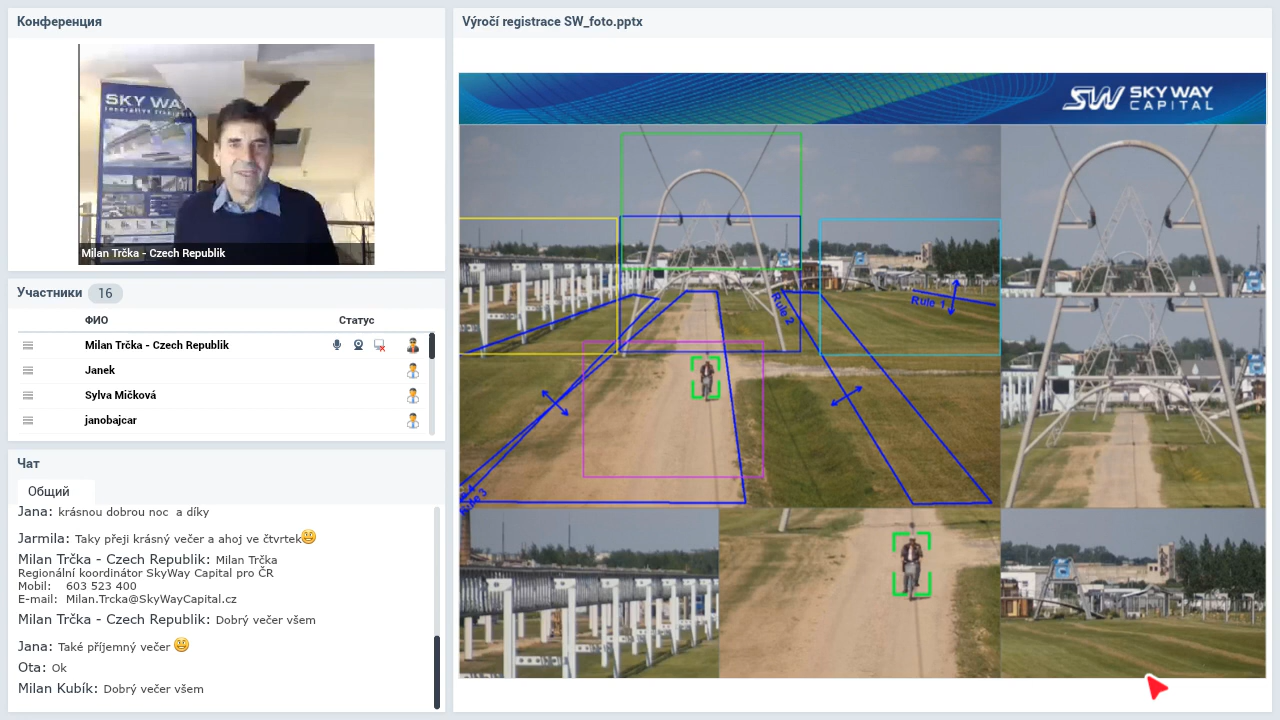 Конференция
SKY WAY
Milan Trčka - Czech Republik
Участники 16
ФИО Статус
Milan Trčka - Czech Republik
Janek
Sylva Mičková
janobajcar
Чат
Общий
Jana: krásnou dobrou noc a díky
Jarmila: Taky přeji krásný večer a ahoj ve čtvrtek
Milan Trčka - Czech Republik: Milan Trčka
Regionální koordinátor SkyWay Capital pro ČR
Mobil: 603 523 400
E-mail: Milan.Trcka@SkyWayCapital.cz
Milan Trčka - Czech Republik: Dobrý večer všem
Jana: Také příjemný večer
Ota: Ok
Milan Kubík: Dobrý večer všem
Výročí registrace SW_foto.pptx
SW SKY WAY
CAPITAL
Rule 1
Rule 2
Rule 3